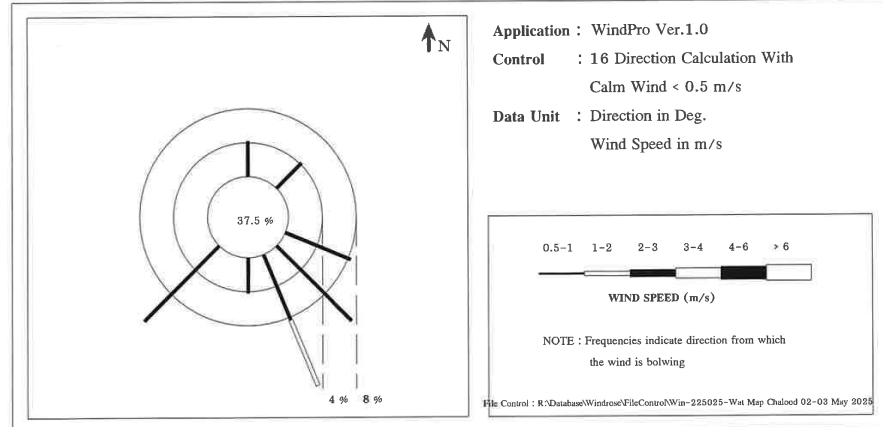 N
Application : WindPro Ver.1.0
Control : 16 Direction Calculation With
Calm Wind < 0.5 m/s
Data Unit : Direction in Deg.
Wind Speed in m/s
37.5 %
4 % 8 %
0.5-1 1-2 2-3 3-4 4-6 > 6
WIND SPEED (m/s)
NOTE : Frequencies indicate direction from which
the wind is bolwing
File Control : R:\Database\Windrose\FileControl\Win-225025-Wat Map Chalood 02-03 May 2025